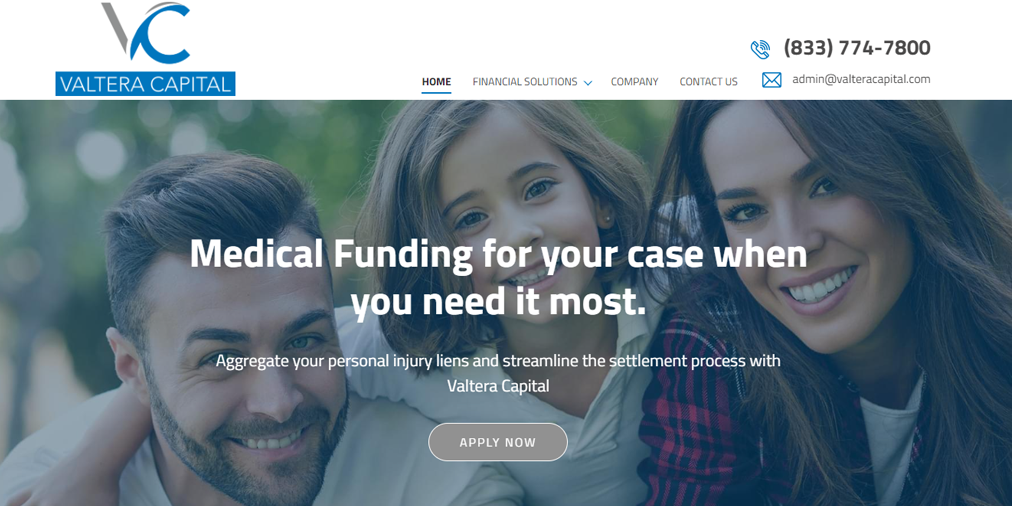 VC
VALTERA CAPITAL
(833) 774-7800
HOME FINANCIAL SOLUTIONS COMPANY CONTACT US
admin@valteracapital.com
Medical Funding for your case when
you need it most.
Aggregate your personal injury liens and streamline the settlement process with
Valtera Capital
APPLY NOW